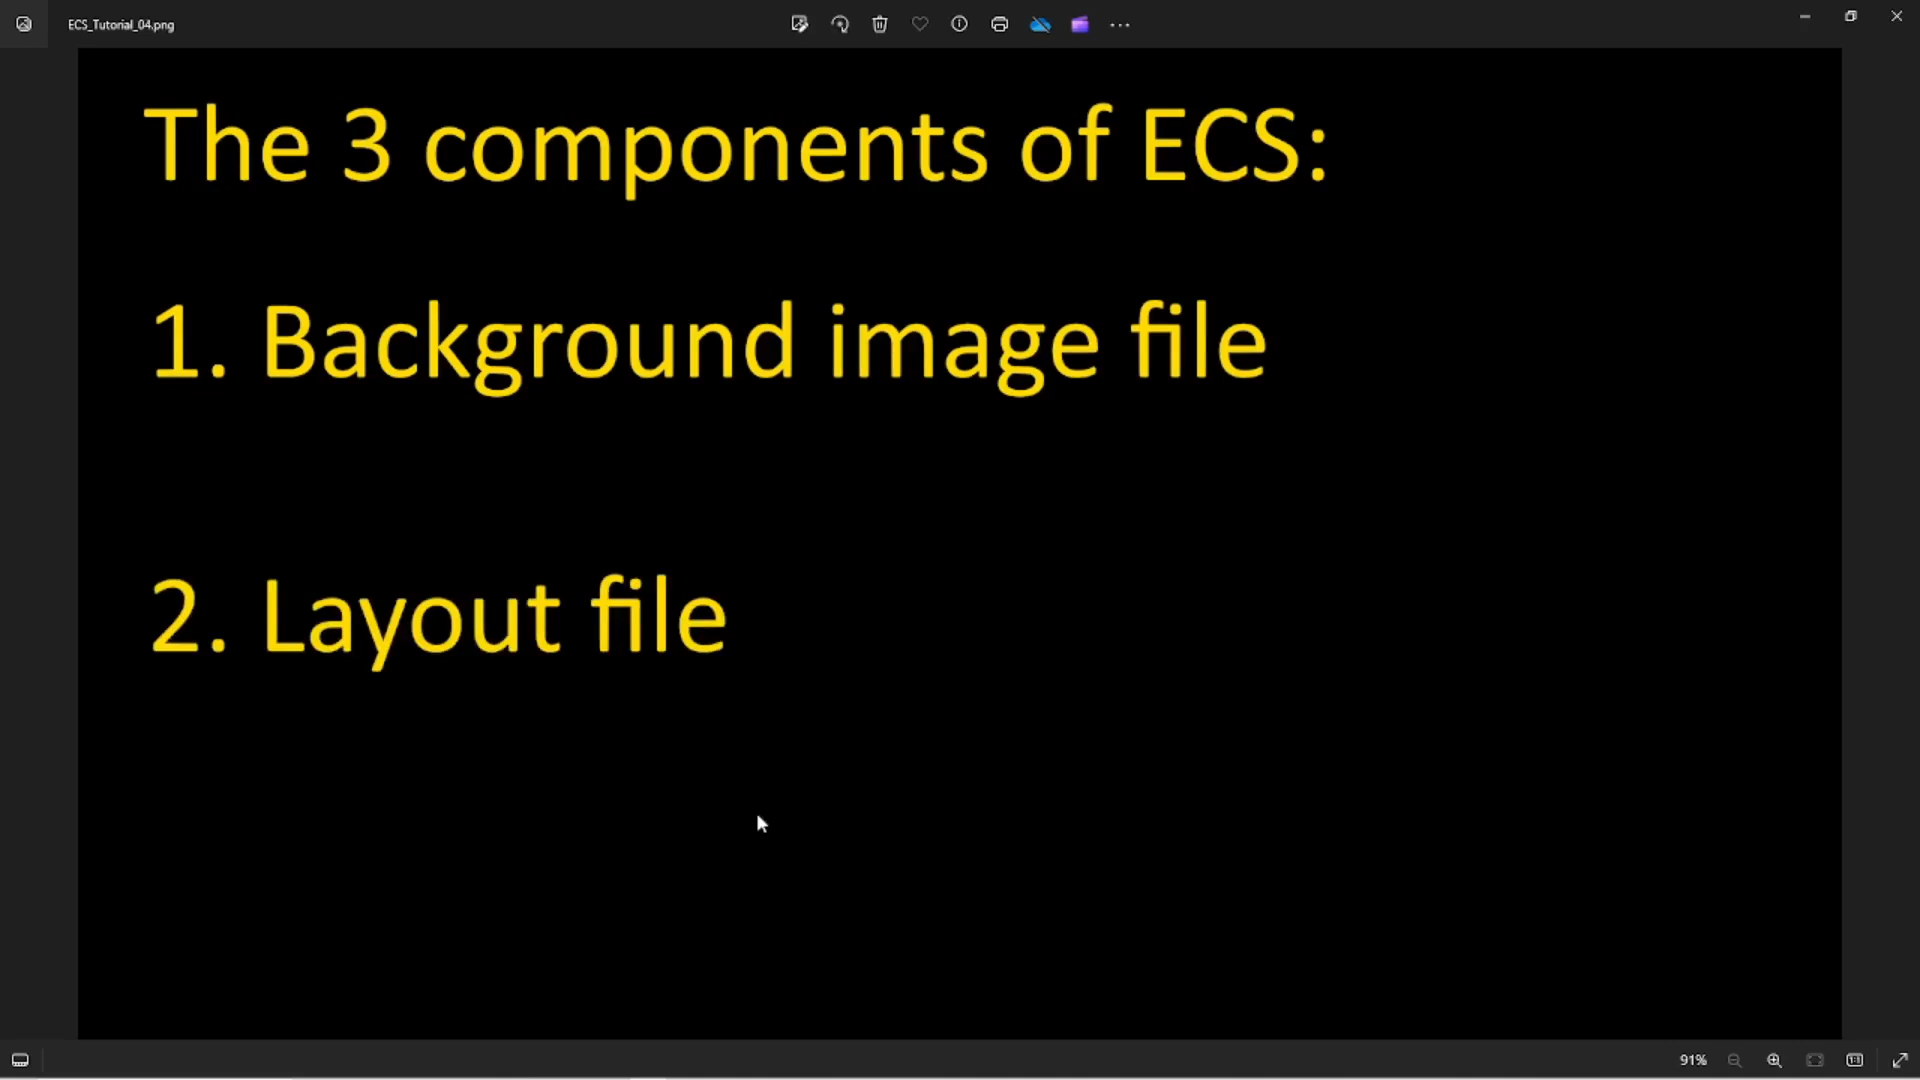 ECS_Tutorial_04.png
The 3 components of ECS:
1. Background image file
2. Layout file
91%